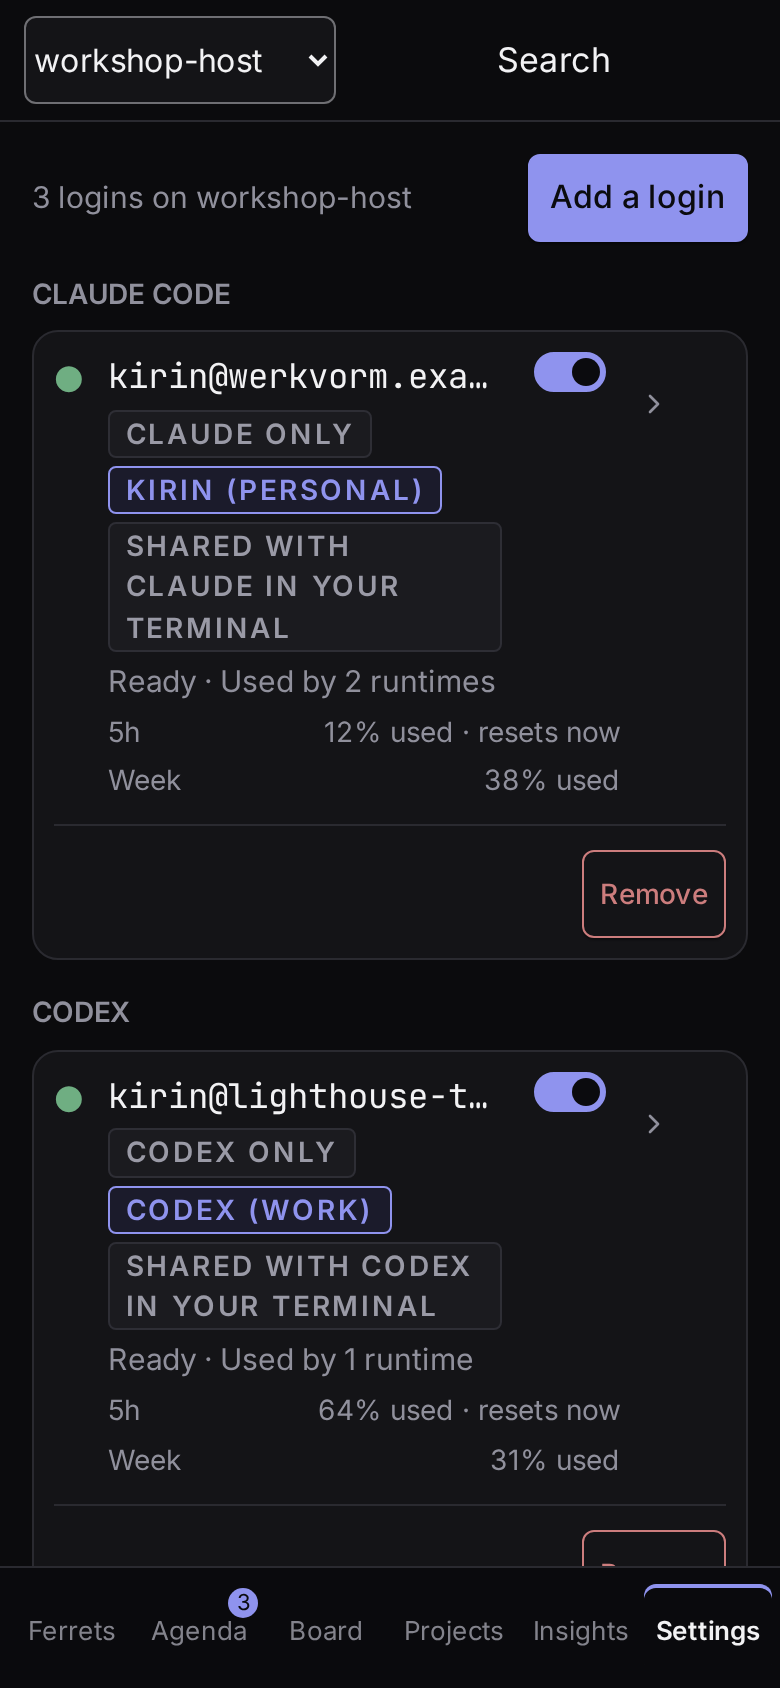 workshop-host
Search
3 logins on workshop-host
Add a login
CLAUDE CODE
kirin@werkvorm.exa…
CLAUDE ONLY
KIRIN (PERSONAL)
SHARED WITH
CLAUDE IN YOUR
TERMINAL
Ready · Used by 2 runtimes
5h 12% used · resets now
Week 38% used
Remove
CODEX
kirin@lighthouse-t…
CODEX ONLY
CODEX (WORK)
SHARED WITH CODEX
IN YOUR TERMINAL
Ready · Used by 1 runtime
5h 64% used · resets now
Week 31% used
3
Ferrets Agenda Board Projects Insights Settings